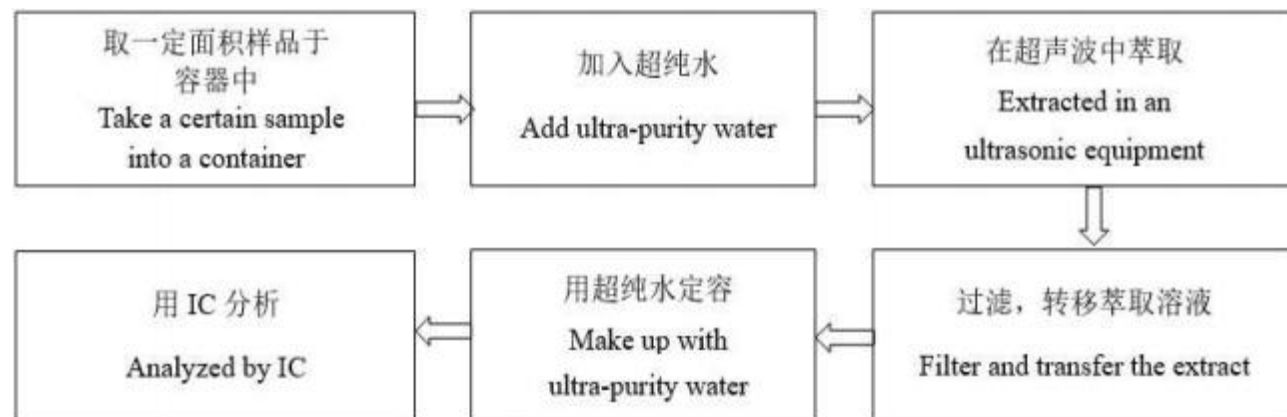 取一定面积样品于
容器中
Take a certain sample
into a container
加入超纯水
Add ultra-purity water
在超声波中萃取
Extracted in an
ultrasonic equipment
过滤，转移萃取溶液
Filter and transfer the extract
用超纯水定容
Make up with
ultra-purity water
用 IC 分析
Analyzed by IC